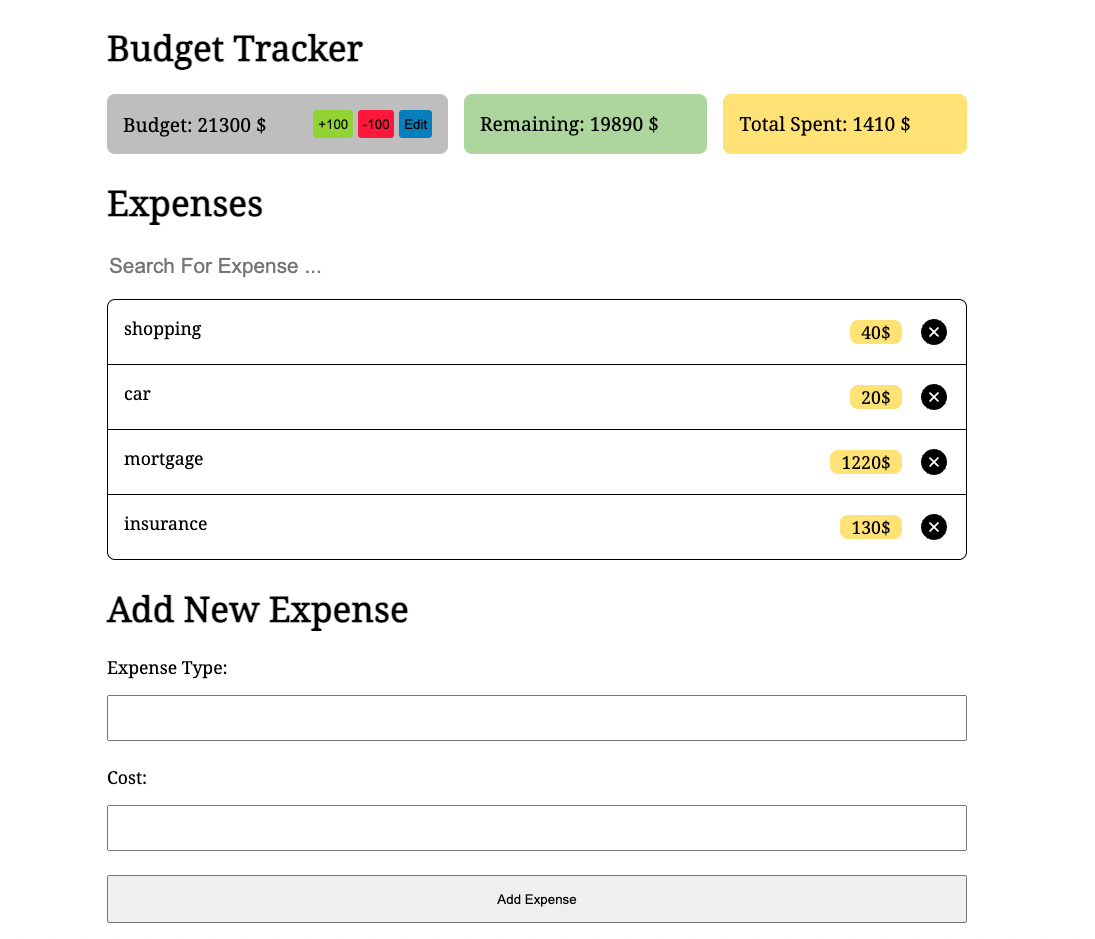 Budget Tracker
Budget: 21300 $ +100 -100 Edit Remaining: 19890 $ Total Spent: 1410 $
Expenses
Search For Expense ...
shopping 40$
car 20$
mortgage 1220$
insurance 130$
Add New Expense
Expense Type:
Cost:
Add Expense